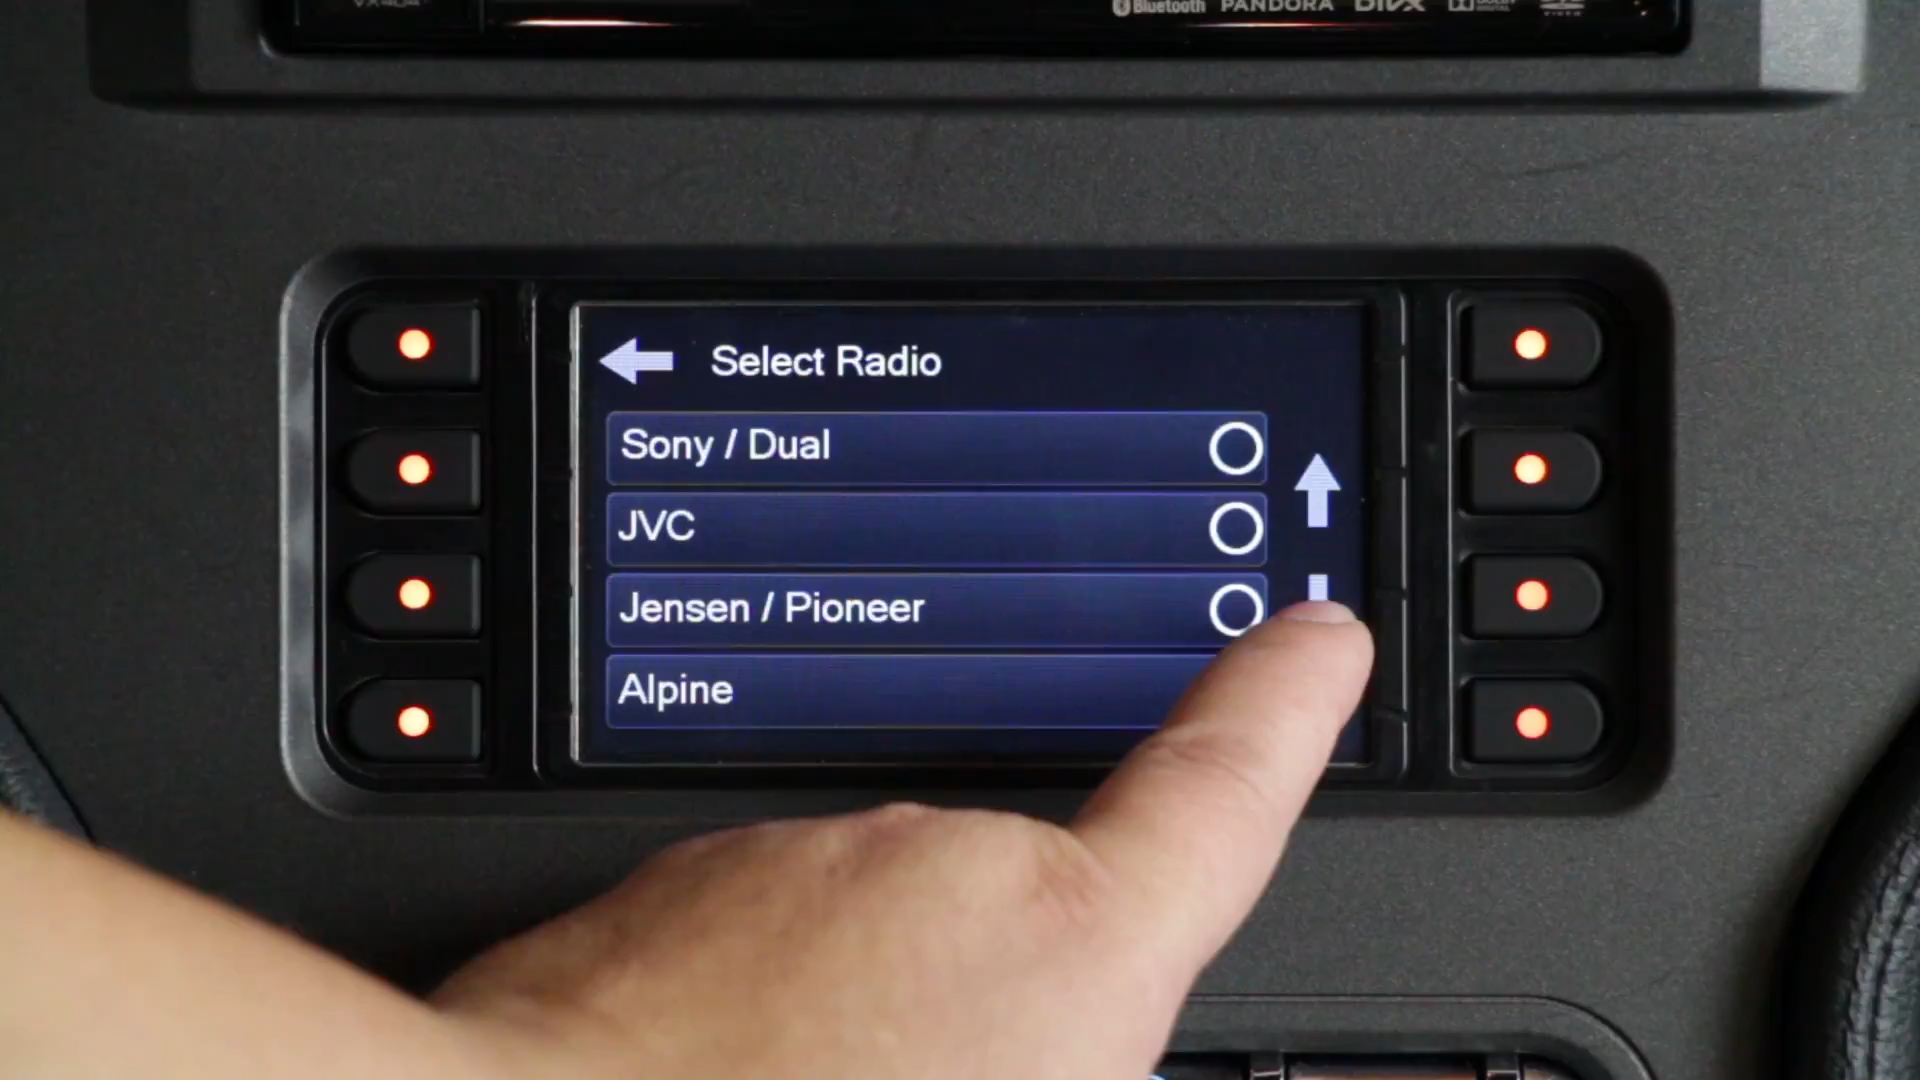 Bluetooth PANDORA DIVX
Select Radio
Sony / Dual
JVC
Jensen / Pioneer
Alpine